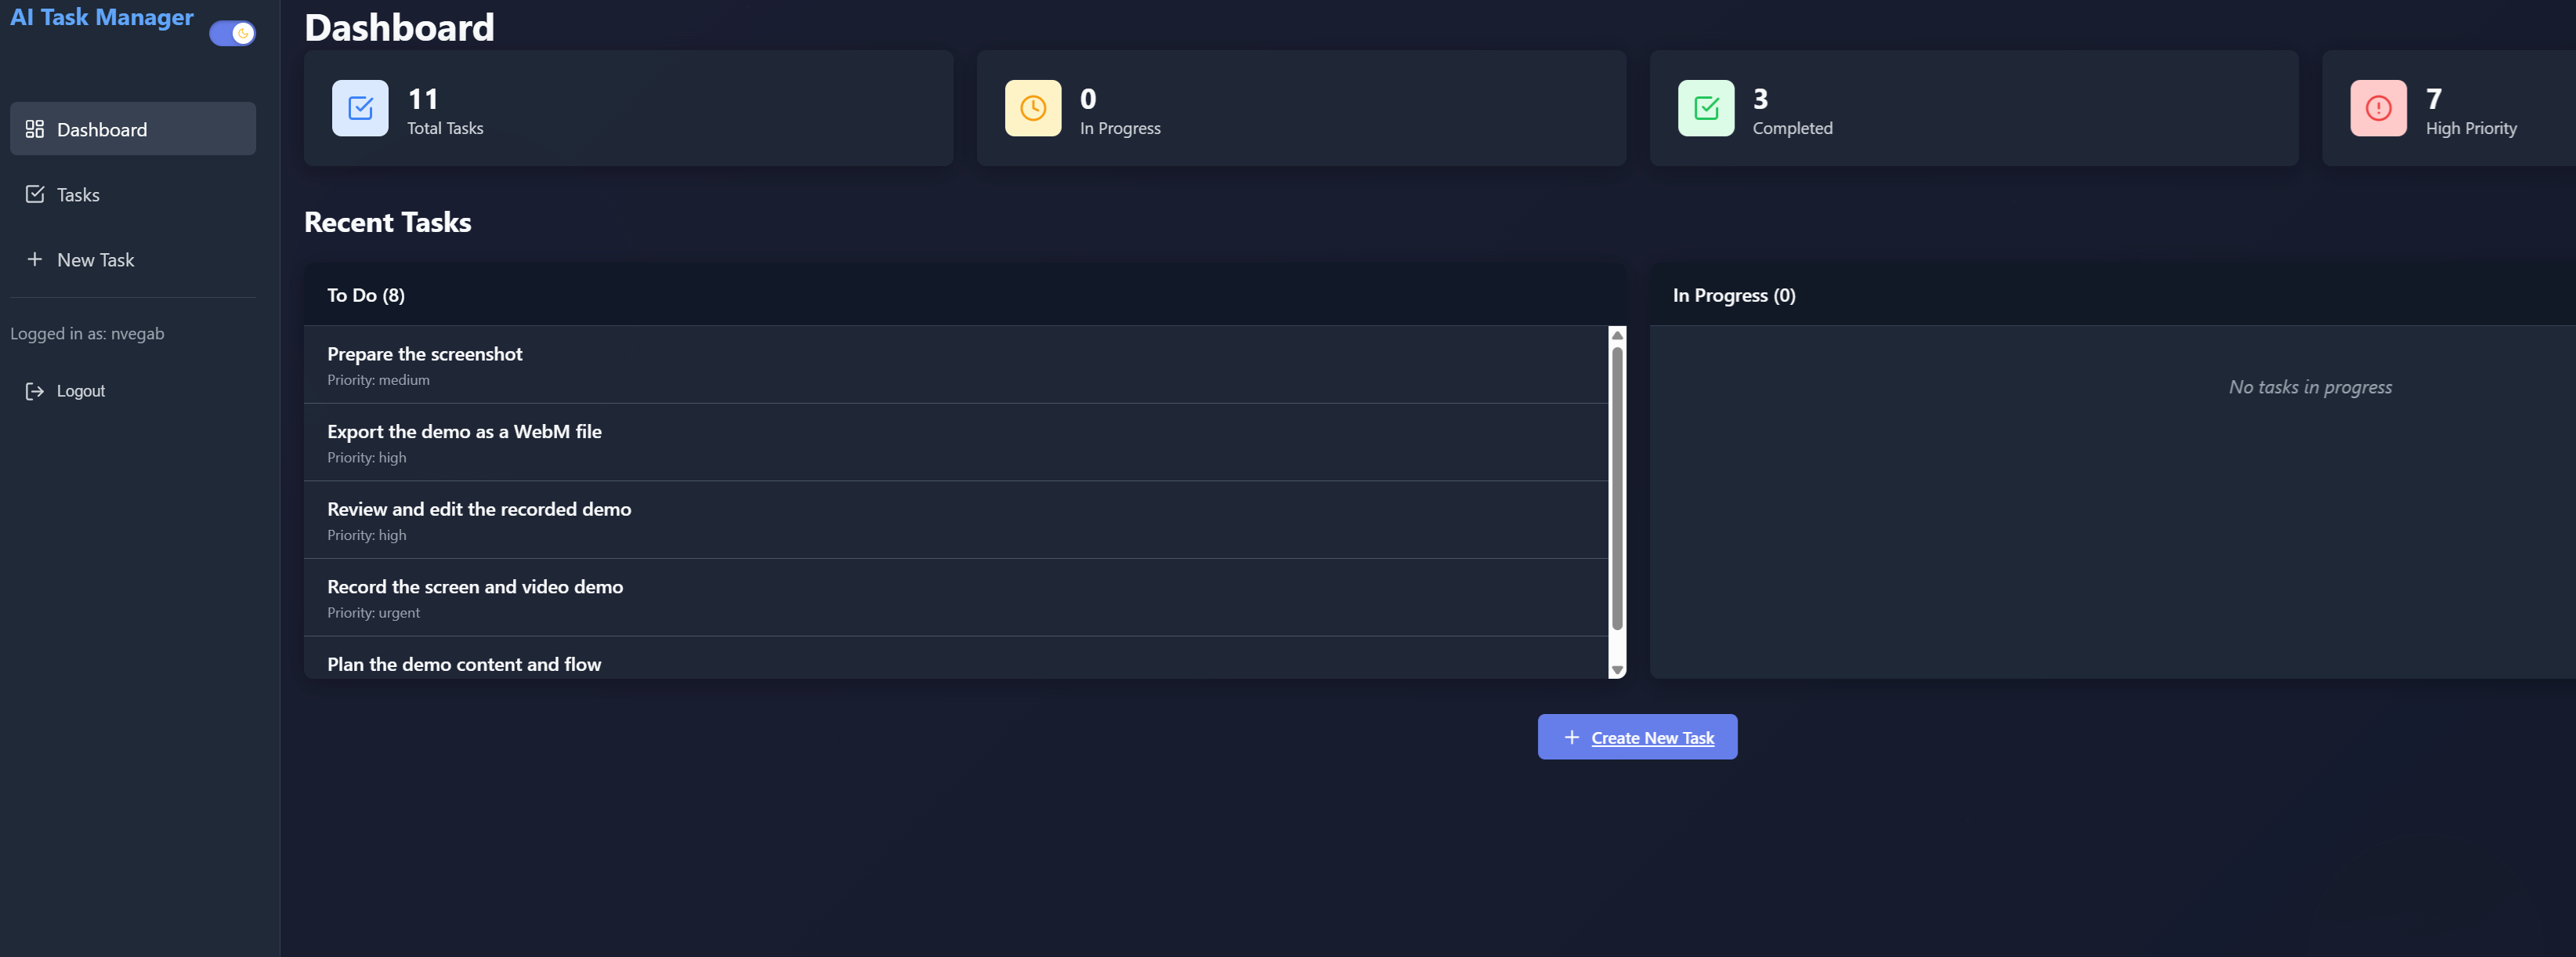 AI Task Manager
Dashboard
Tasks
New Task
Logged in as: nvegab
Logout
Dashboard
11
Total Tasks
0
In Progress
3
Completed
7
High Priority
Recent Tasks
To Do (8)
Prepare the screenshot
Priority: medium
Export the demo as a WebM file
Priority: high
Review and edit the recorded demo
Priority: high
Record the screen and video demo
Priority: urgent
Plan the demo content and flow
In Progress (0)
No tasks in progress
Create New Task